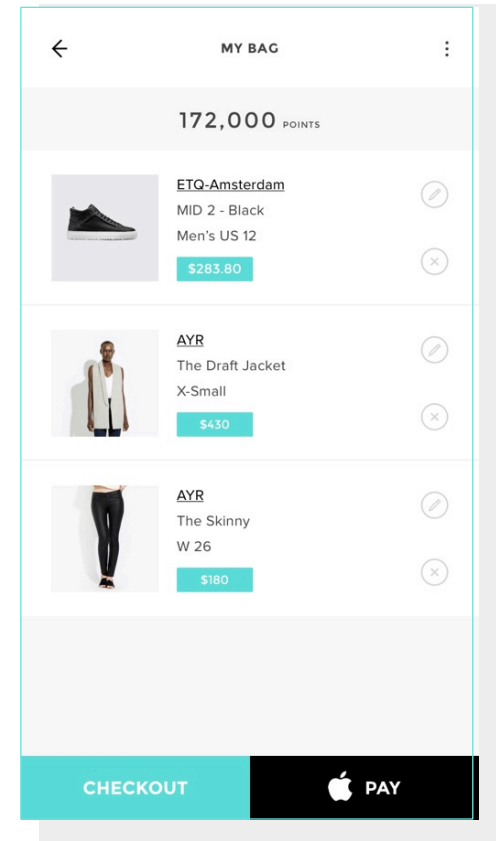 MY BAG
172,000 POINTS
ETQ-Amsterdam
MID 2 - Black
Men's US 12
$283.80
AYR
The Draft Jacket
X-Small
$430
AYR
The Skinny
W 26
$180
CHECKOUT
PAY